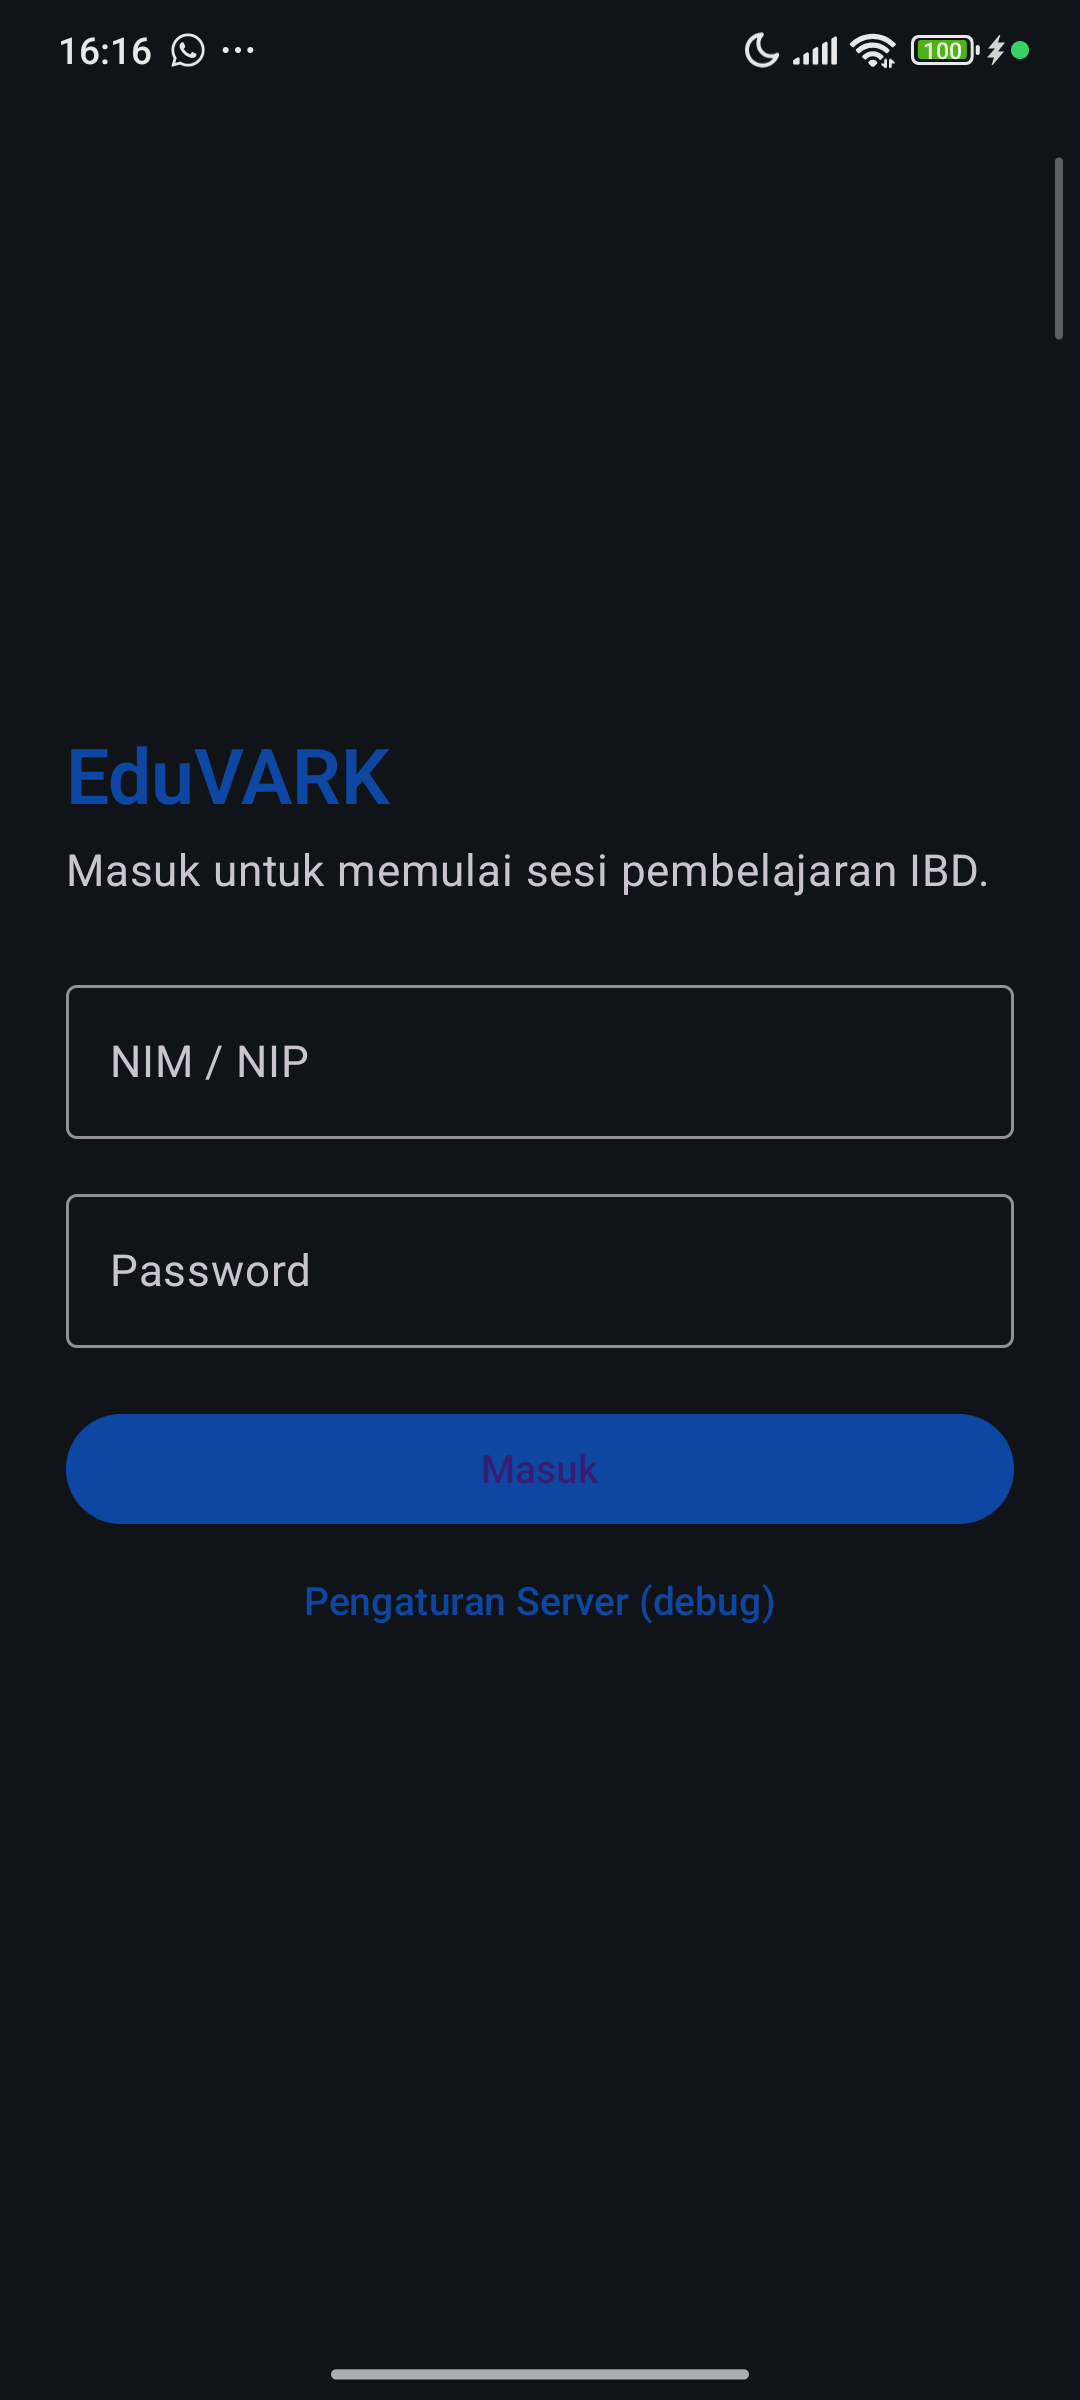 16:16
100
EduVARK
Masuk untuk memulai sesi pembelajaran IBD.
NIM / NIP
Password
Masuk
Pengaturan Server (debug)